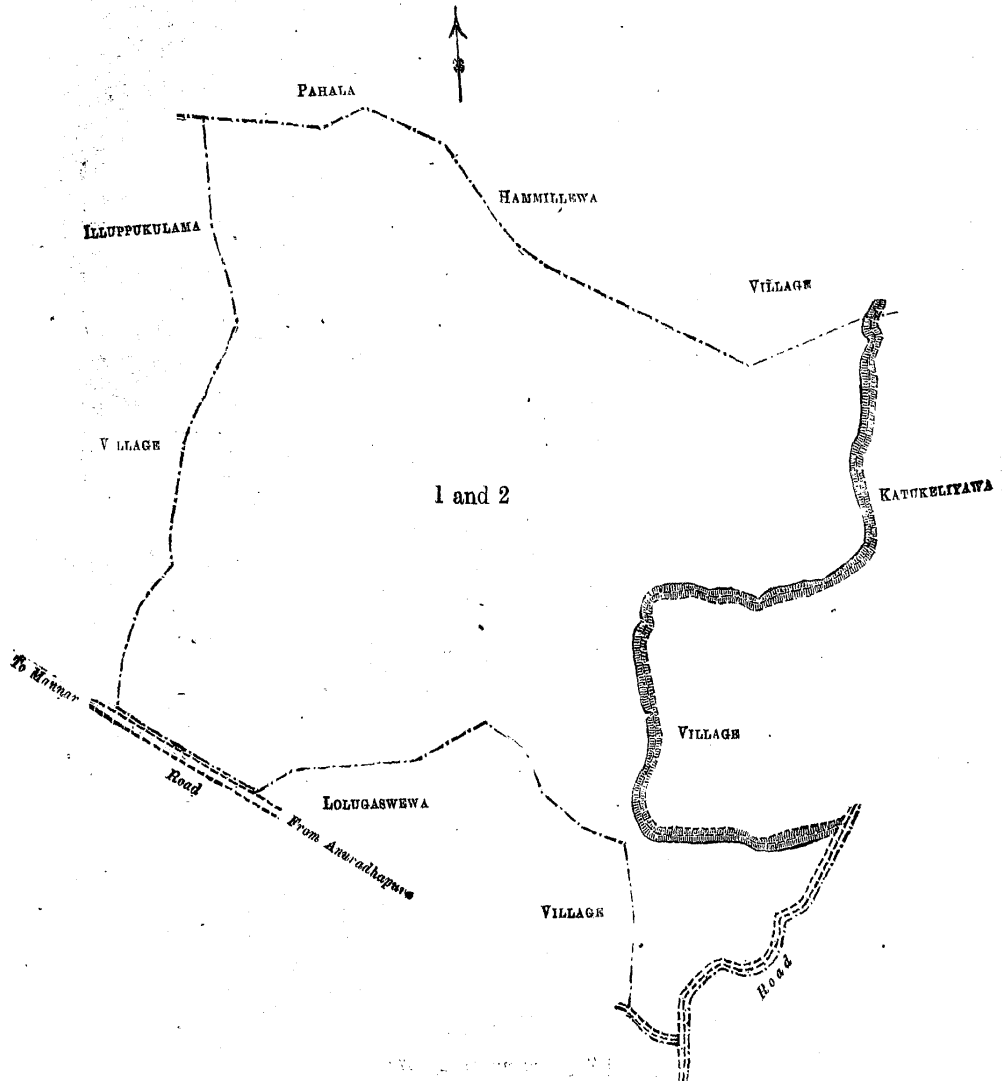 PAHALA
HAMMILLEWA
ILLUPPUKULAMA
VILLAGE
V LLAGE
1 and 2
KATUKELIYAWA
To Mannar
VILLAGE
Road
LOLUGASWEWA
From Anuradhapura
VILLAGE
Road